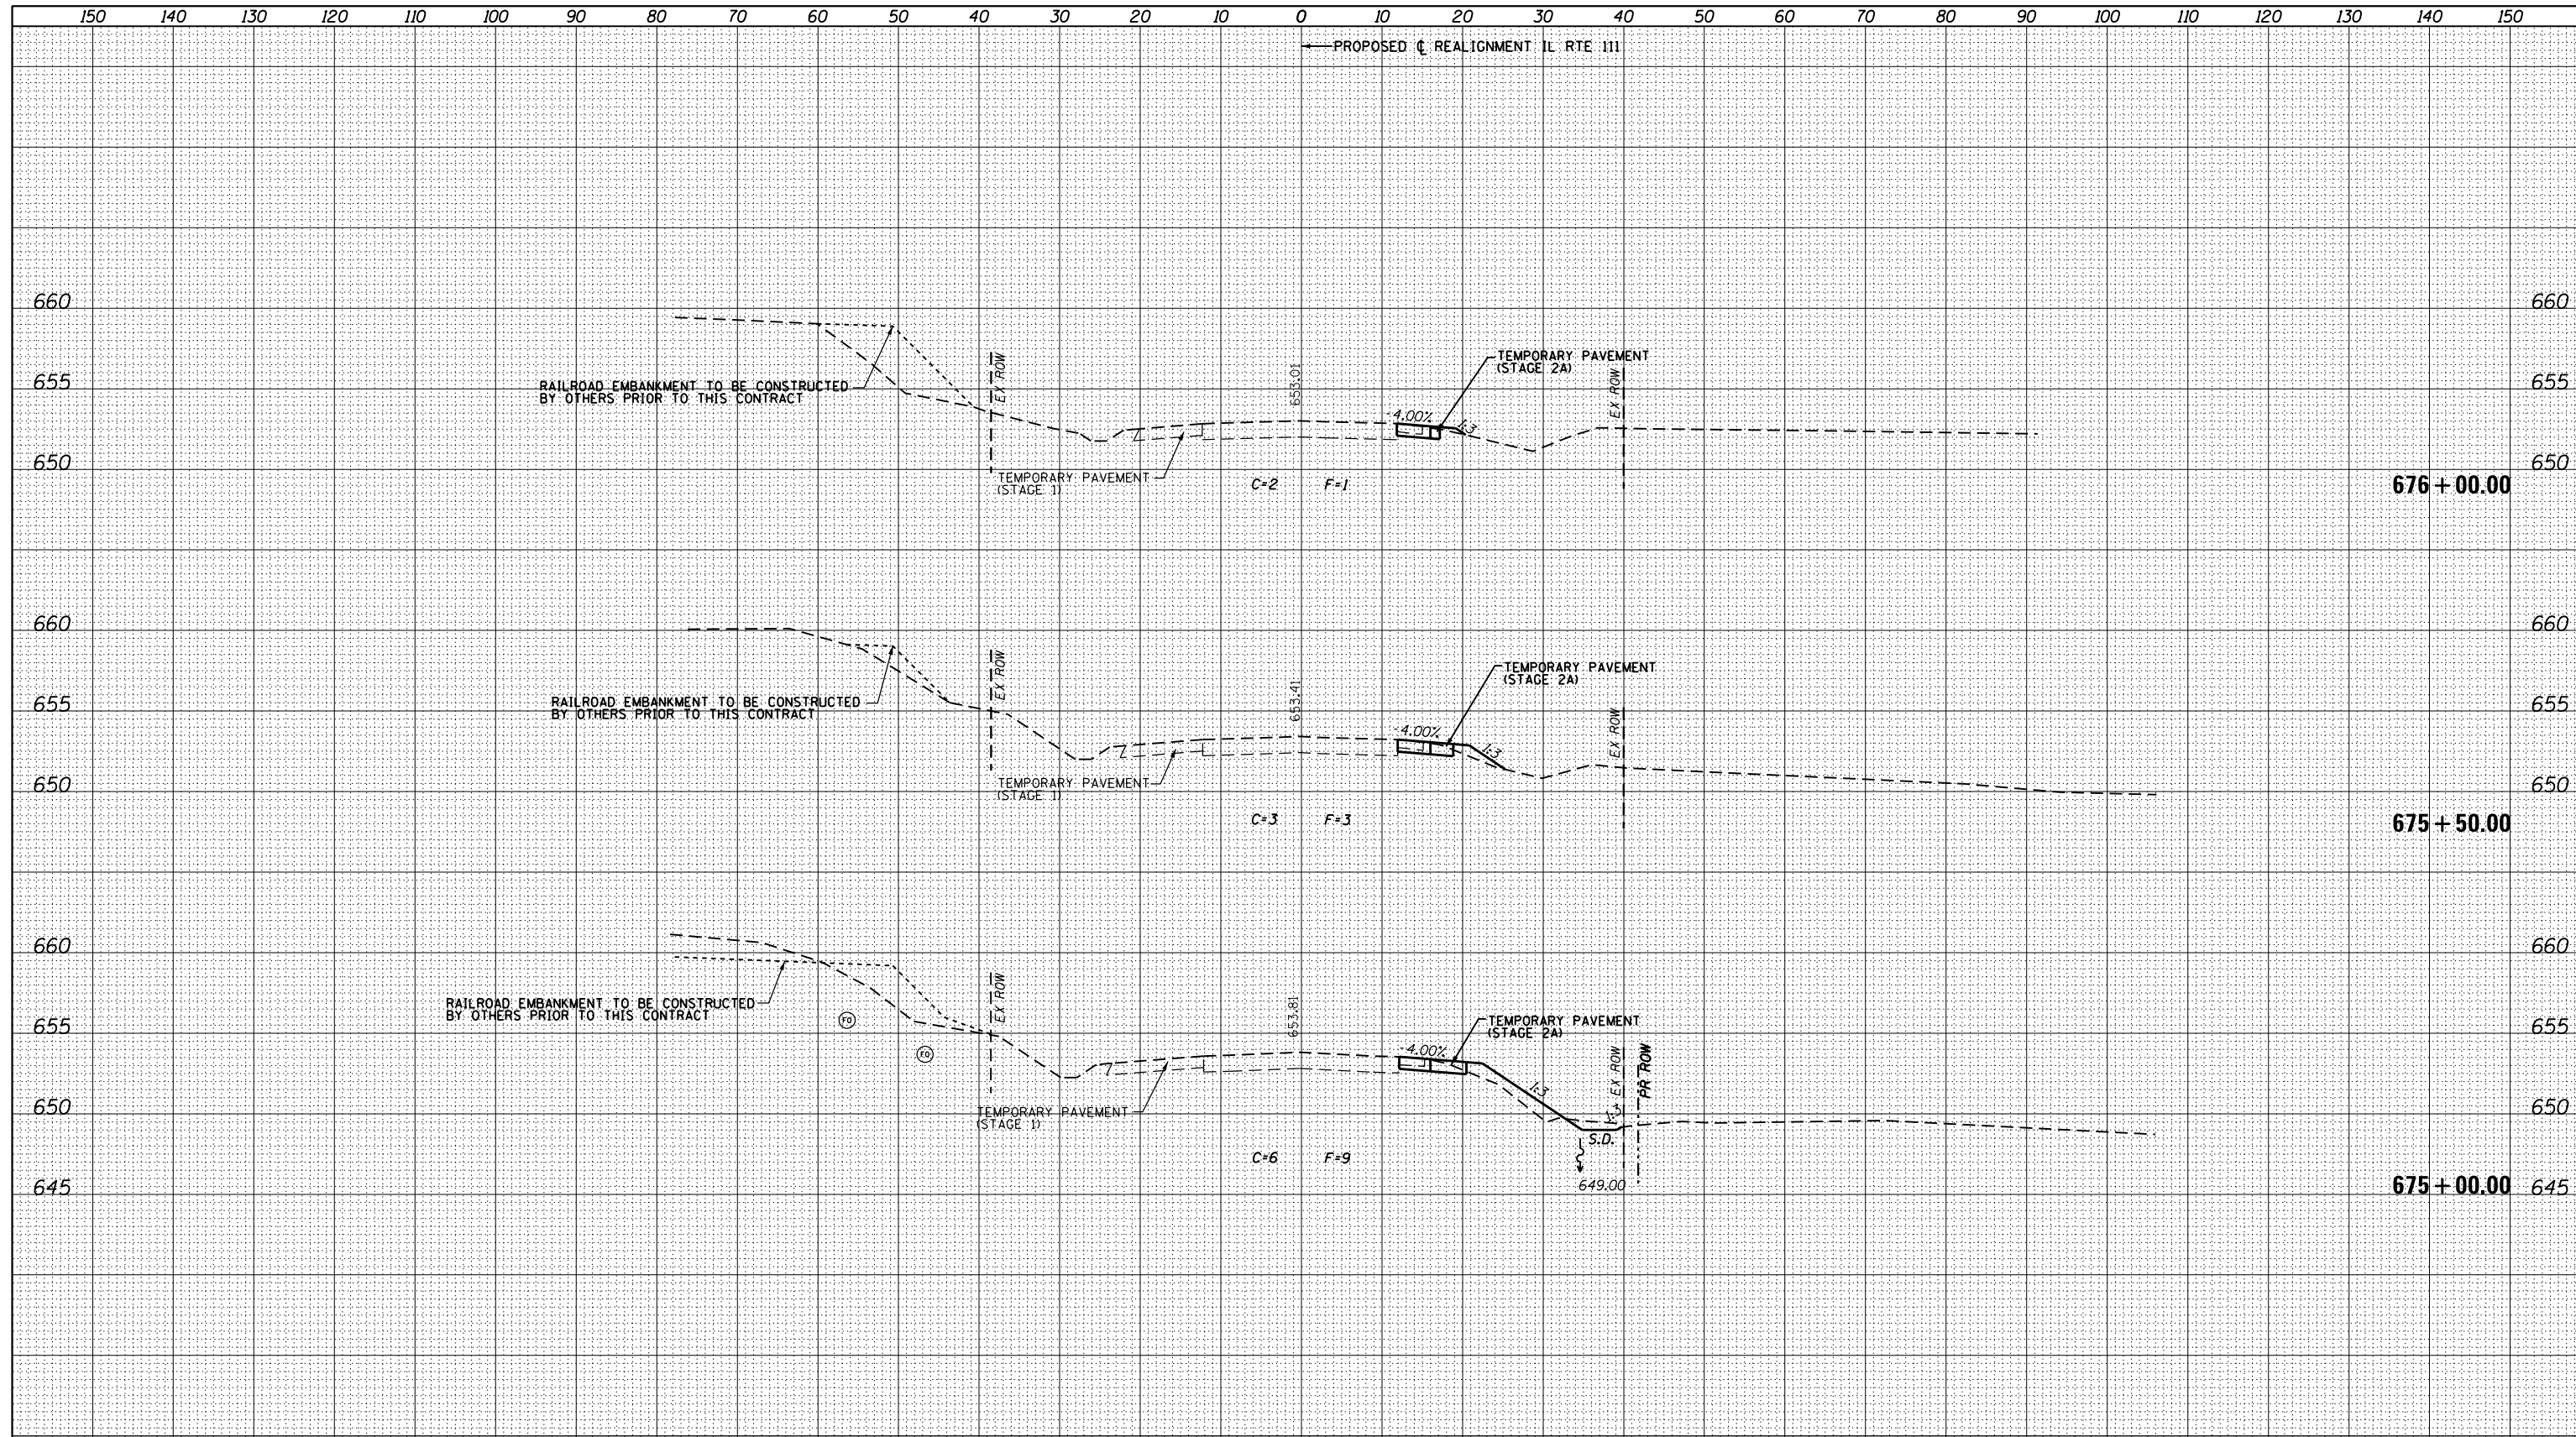 150 140 130 120 110 100 90 80 70 60 50 40 30 20 10 0 10 20 30 40 50 60 70 80 90 100 110 120 130 140 150
PROPOSED ℄ REALIGNMENT IL RTE 111
660 660
TEMPORARY PAVEMENT
(STAGE 2A)
655 655
RAILROAD EMBANKMENT TO BE CONSTRUCTED
BY OTHERS PRIOR TO THIS CONTRACT
EX ROW
653.01
EX ROW
-4.00%
1:3
650 650
TEMPORARY PAVEMENT
(STAGE 1)
C=2 F=1
676+00.00
660 660
TEMPORARY PAVEMENT
(STAGE 2A)
EX ROW
653.41
655 655
RAILROAD EMBANKMENT TO BE CONSTRUCTED
BY OTHERS PRIOR TO THIS CONTRACT
EX ROW
-4.00%
1:3
650 650
TEMPORARY PAVEMENT
(STAGE 1)
C=3 F=3
675+50.00
660 660
RAILROAD EMBANKMENT TO BE CONSTRUCTED
BY OTHERS PRIOR TO THIS CONTRACT
EX ROW
653.81
655 655
TEMPORARY PAVEMENT
(STAGE 2A)
FO
FO
-4.00%
EX ROW
PR ROW
1:3
650 650
TEMPORARY PAVEMENT
(STAGE 1)
1:3
S.D.
C=6 F=9
649.00
645 675+00.00 645